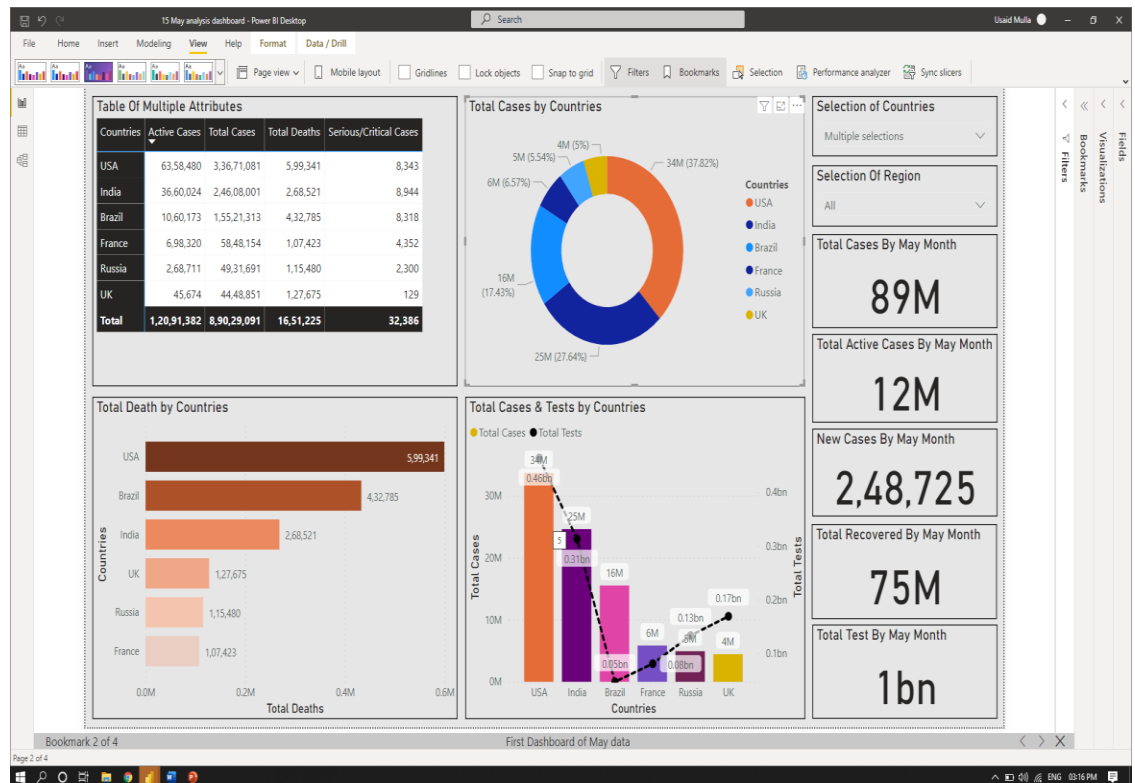 15 May analysis dashboard - Power BI Desktop
Search
Usaid Mulla
File Home Insert Modeling View Help Format Data / Drill
Aa Aa Aa Aa Aa Aa
Page view Mobile layout Gridlines Lock objects Snap to grid Filters Bookmarks Selection Performance analyzer Sync slicers
Table Of Multiple Attributes
Countries Active Cases Total Cases Total Deaths Serious/Critical Cases
USA 63,58,480 3,36,71,081 5,99,341 8,343
India 36,60,024 2,46,08,001 2,68,521 8,944
Brazil 10,60,173 1,55,21,313 4,32,785 8,318
France 6,98,320 58,48,154 1,07,423 4,352
Russia 2,68,711 49,31,691 1,15,480 2,300
UK 45,674 44,48,851 1,27,675 129
Total 1,20,91,382 8,90,29,091 16,51,225 32,386
Total Cases by Countries
4M (5%)
5M (5.54%)
6M (6.57%)
16M
(17.43%)
25M (27.64%)
34M (37.82%)
Countries
USA
India
Brazil
France
Russia
UK
Selection of Countries
Multiple selections
Selection Of Region
All
Total Cases By May Month
89M
Total Active Cases By May Month
12M
New Cases By May Month
2,48,725
Total Recovered By May Month
75M
Total Test By May Month
1bn
Filters
Bookmarks
Visualizations
Fields
Total Death by Countries
Countries
USA 5,99,341
Brazil 4,32,785
India 2,68,521
UK 1,27,675
Russia 1,15,480
France 1,07,423
0.0M 0.2M 0.4M 0.6M
Total Deaths
Total Cases & Tests by Countries
Total Cases Total Tests
Total Cases
30M
20M
10M
0M
34M
0.46bn
25M
5
0.31bn
16M
0.05bn
6M
0.08bn
0.13bn
5M
0.17bn
4M
0.4bn
0.3bn
0.2bn
0.1bn
Total Tests
USA India Brazil France Russia UK
Countries
Bookmark 2 of 4
First Dashboard of May data
Page 2 of 4
ENG 03:16 PM